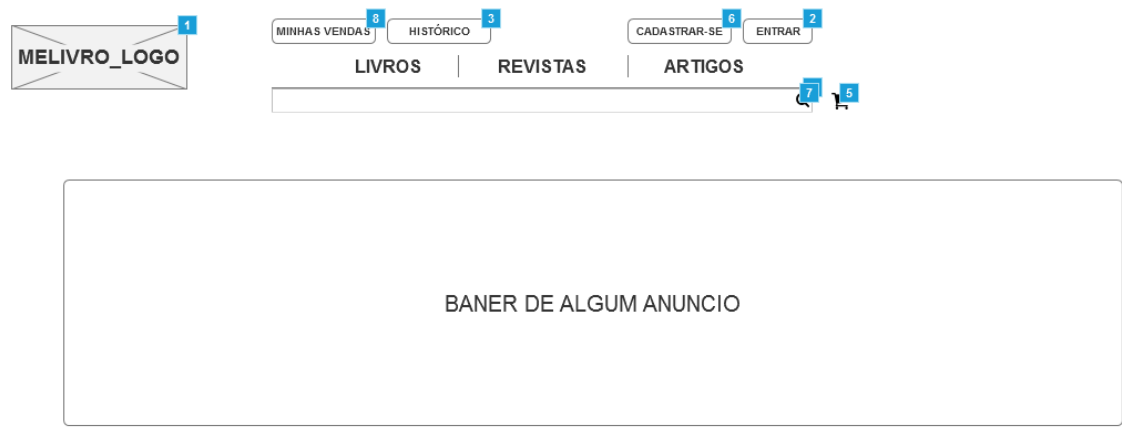 1
MELIVRO_LOGO
MINHAS VENDAS 8
HISTÓRICO 3
CADASTRAR-SE 6
ENTRAR 2
LIVROS
REVISTAS
ARTIGOS
7
5
BANER DE ALGUM ANUNCIO